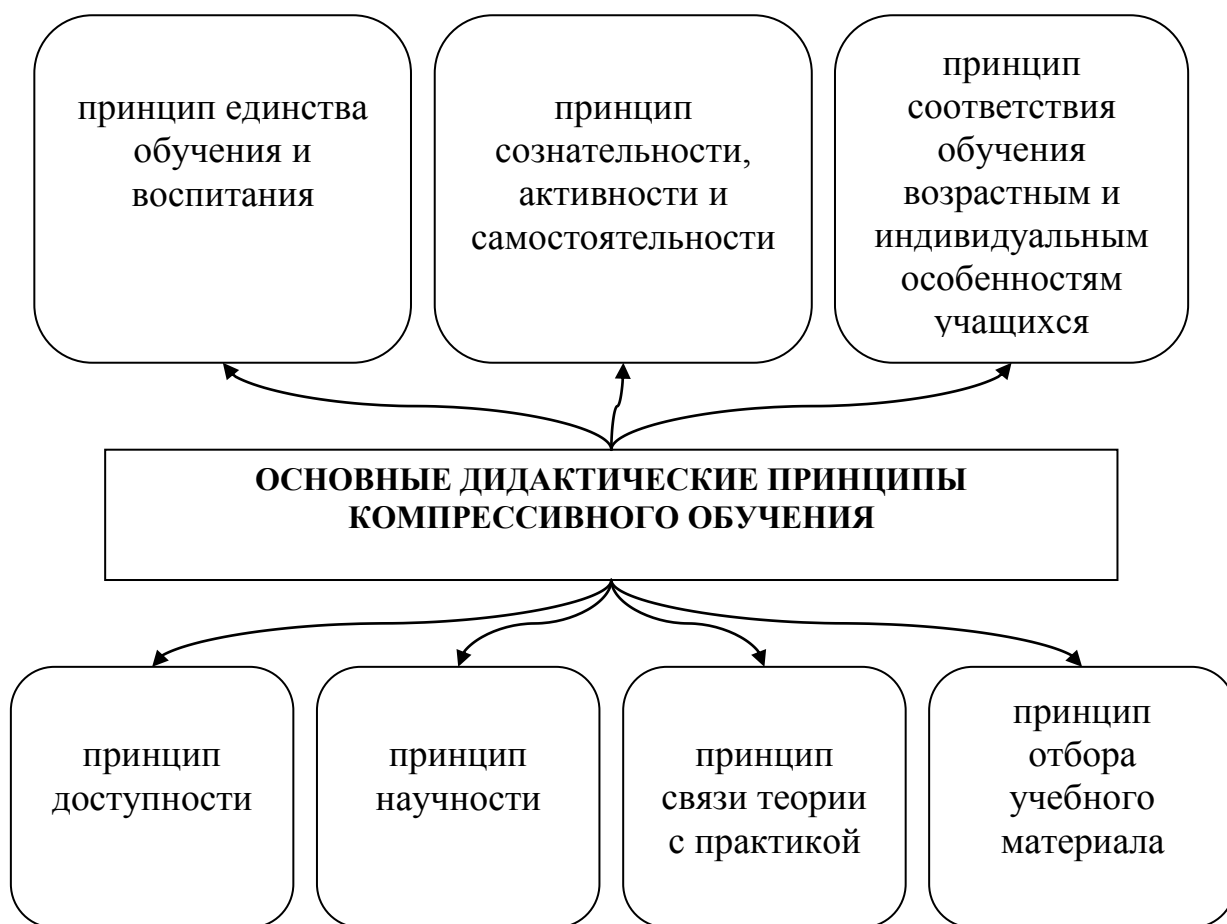 принцип единства
обучения и
воспитания
принцип
сознательности,
активности и
самостоятельности
принцип
соответствия
обучения
возрастным и
индивидуальным
особенностям
учащихся
ОСНОВНЫЕ ДИДАКТИЧЕСКИЕ ПРИНЦИПЫ
КОМПРЕССИВНОГО ОБУЧЕНИЯ
принцип
доступности
принцип
научности
принцип
связи теории
с практикой
принцип
отбора
учебного
материала